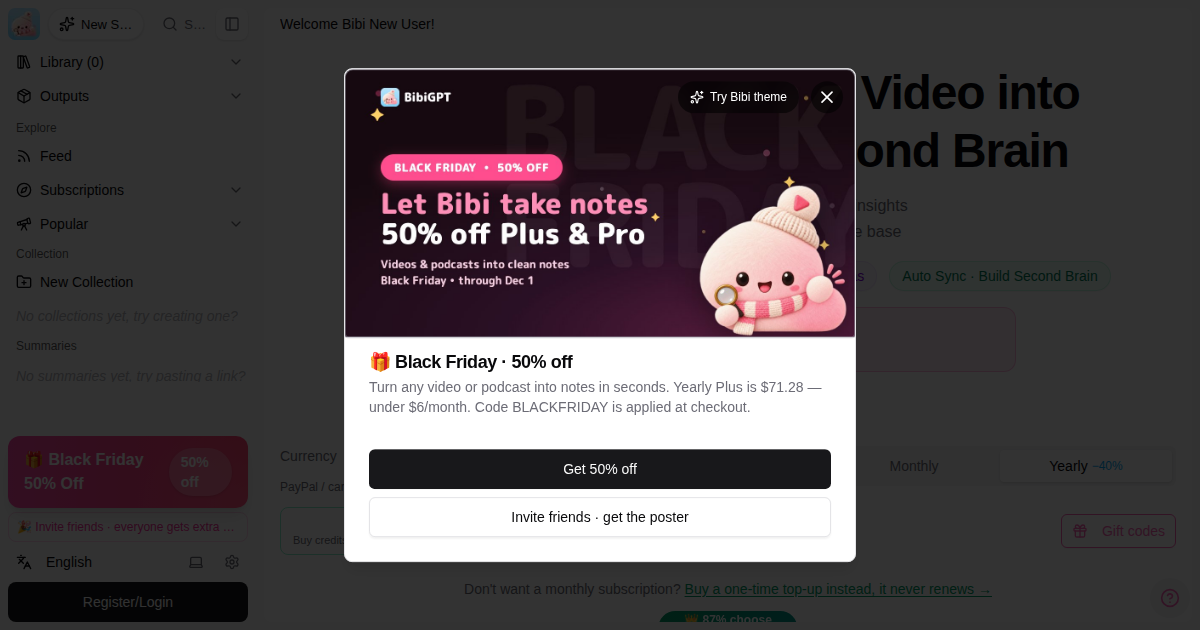 New S...
S...
Welcome Bibi New User!
Library (0)
Outputs
Explore
Feed
Subscriptions
Popular
Collection
New Collection
No collections yet, try creating one?
Summaries
No summaries yet, try pasting a link?
🎁 Black Friday
50% Off
50%
off
🎉 Invite friends · everyone gets extra ...
English
Register/Login
BibiGPT
Try Bibi theme
BLACK
FRIDAY
BLACK FRIDAY • 50% OFF
Let Bibi take notes
50% off Plus & Pro
Videos & podcasts into clean notes
Black Friday • through Dec 1
🎁 Black Friday · 50% off
Turn any video or podcast into notes in seconds. Yearly Plus is $71.28 —
under $6/month. Code BLACKFRIDAY is applied at checkout.
Get 50% off
Invite friends · get the poster
Video into
Brain
insights
base
Auto Sync · Build Second Brain
Currency
Monthly
Yearly -40%
PayPal /
Buy
Gift codes
Don't want a monthly subscription? Buy a one-time top-up instead, it never renews →
87% choose